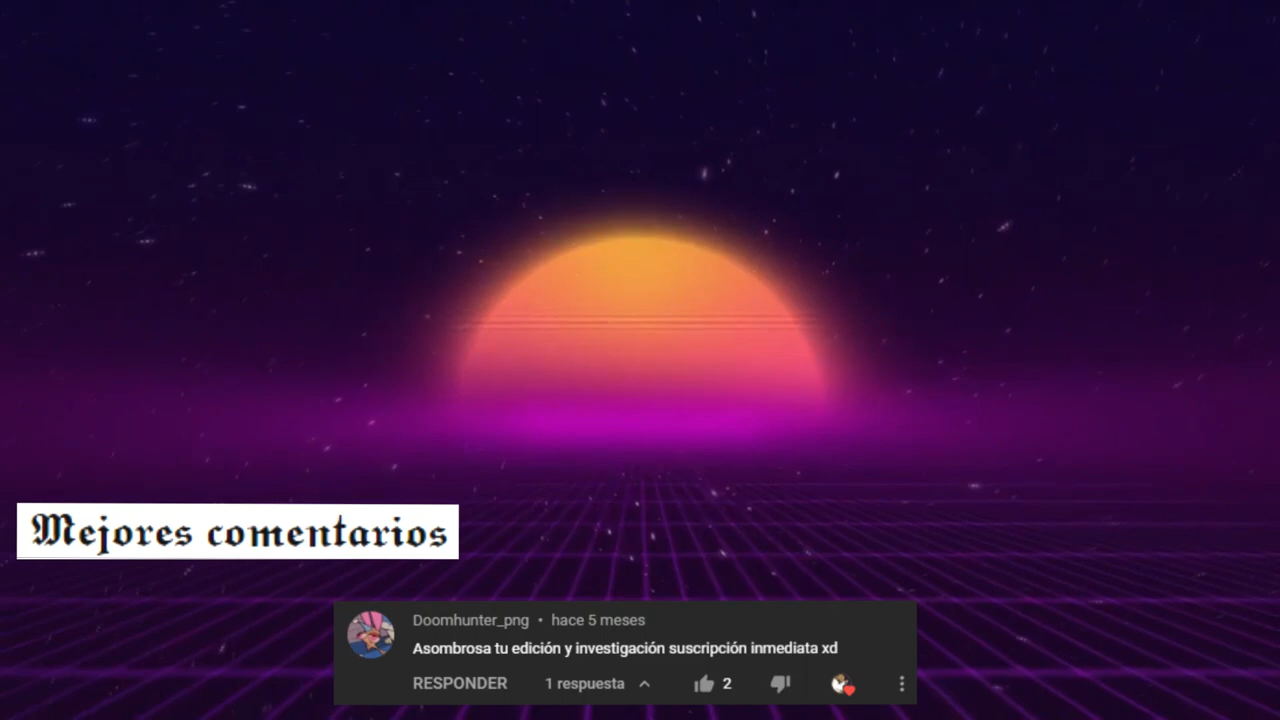 Mejores comentarios
Doomhunter_png • hace 5 meses
Asombrosa tu edición y investigación suscripción inmediata xd
RESPONDER 1 respuesta 2